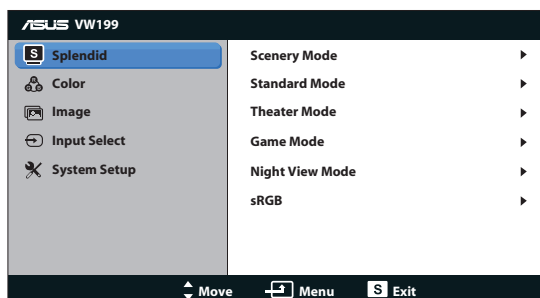 ASUS VW199
S Splendid
Color
Image
Input Select
System Setup
Scenery Mode
Standard Mode
Theater Mode
Game Mode
Night View Mode
sRGB
Move Menu S Exit